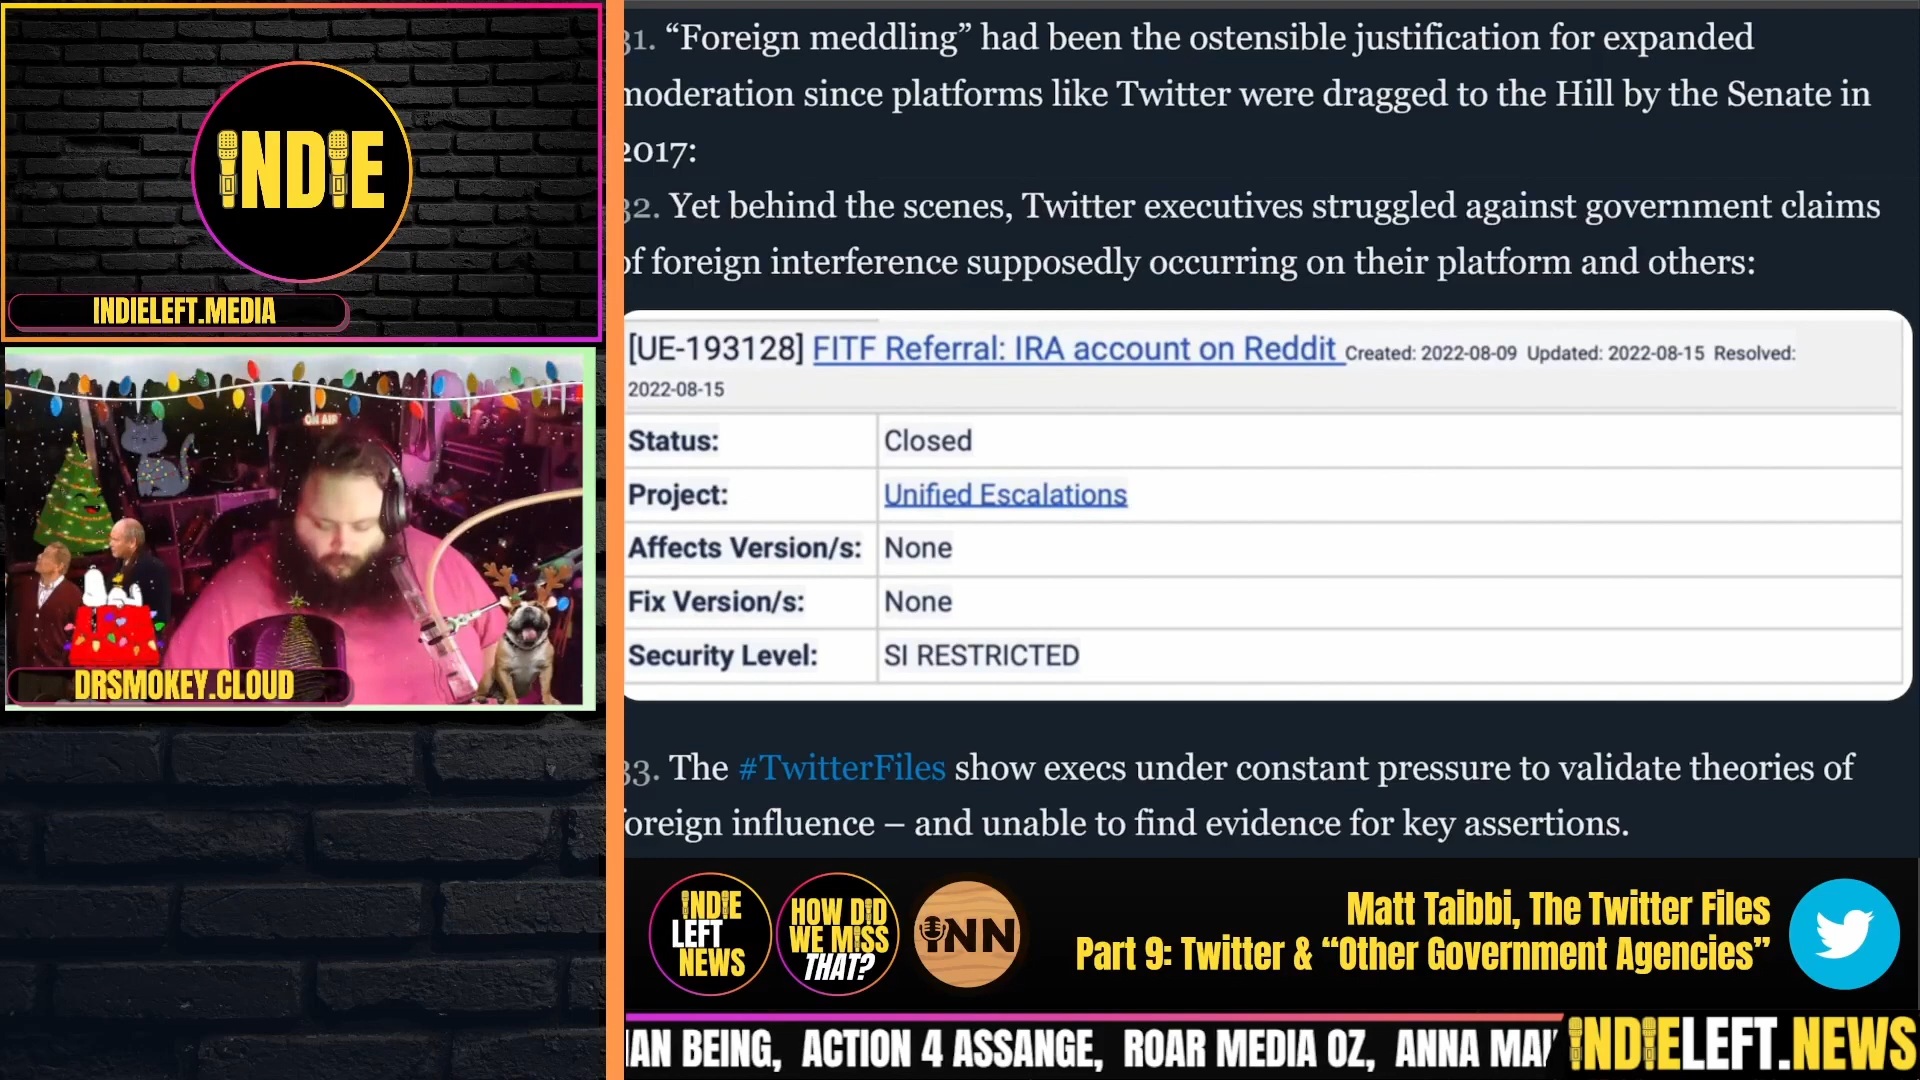 INDIE
INDIELEFT.MEDIA
ON AIR
DRSMOKEY.CLOUD
31. “Foreign meddling” had been the ostensible justification for expanded
moderation since platforms like Twitter were dragged to the Hill by the Senate in
2017:
32. Yet behind the scenes, Twitter executives struggled against government claims
of foreign interference supposedly occurring on their platform and others:
[UE-193128] FITF Referral: IRA account on Reddit Created: 2022-08-09 Updated: 2022-08-15 Resolved:
2022-08-15
Status: Closed
Project: Unified Escalations
Affects Version/s: None
Fix Version/s: None
Security Level: SI RESTRICTED
33. The #TwitterFiles show execs under constant pressure to validate theories of
foreign influence – and unable to find evidence for key assertions.
INDIE
LEFT
NEWS
HOW DID
WE MISS
THAT?
INN
Matt Taibbi, The Twitter Files
Part 9: Twitter & “Other Government Agencies”
BEING, ACTION 4 ASSANGE, ROAR MEDIA OZ, ANNA
INDIELEFT.NEWS